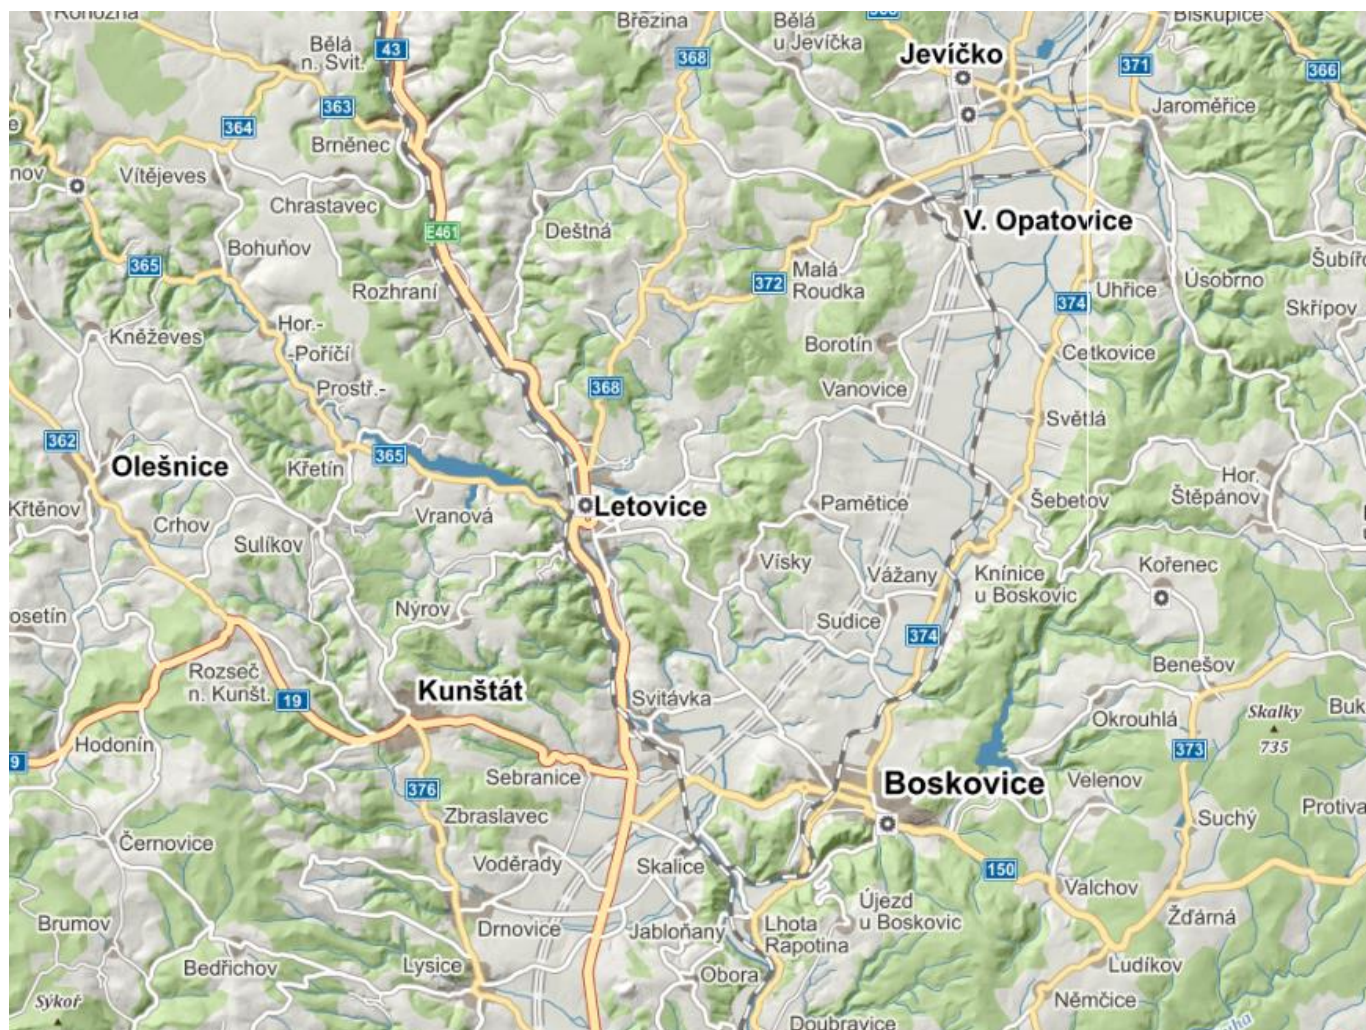 Rohozná
Březina
Bělá
u Jevíčka
Biskupice
Bělá
n. Svit.
43
368
Jevíčko
371
366
363
364
Jaroměřice
Brněnec
Vítějeves
Chrastavec
E461
Deštná
V. Opatovice
Bohuňov
365
Rozhraní
372
Malá
Roudka
374
Uhřice
Úsobrno
Skřípov
Kněževes
Hor.-
-Poříčí
Prostř.-
Borotín
Cetkovice
368
Vanovice
Světlá
362
Olešnice
Křetín
365
Hor.
Štěpánov
Křtěnov
Crhov
Vranová
Letovice
Pamětice
Šebetov
Sulíkov
Vísky
Vážany
Knínice
u Boskovic
Kořenec
Nýrov
Sudice
374
Rozseč
n. Kunšt.
19
Kunštát
Svitávka
Benešov
Okrouhlá
Skalky
735
Hodonín
373
Sebranice
376
Boskovice
Velenov
Zbraslavec
Suchý
Černovice
Voděrady
Skalice
150
Valchov
Újezd
u Boskovic
Žďárná
Brumov
Drnovice
Jabloňany
Lhota
Rapotina
Bedřichov
Lysice
Obora
Ludíkov
Sýkoř
Němčice
Doubravice